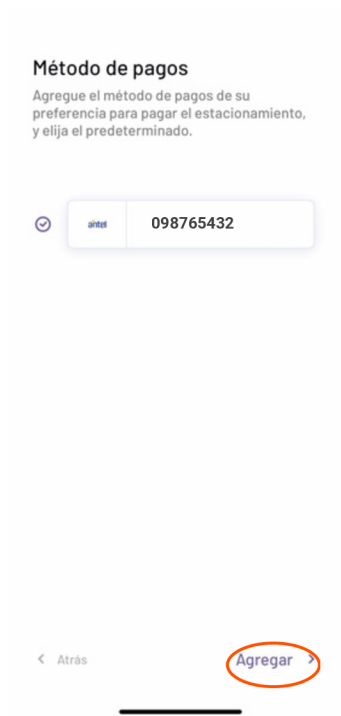 Método de pagos
Agregue el método de pagos de su
preferencia para pagar el estacionamiento,
y elija el predeterminado.
antel 098765432
Atrás Agregar